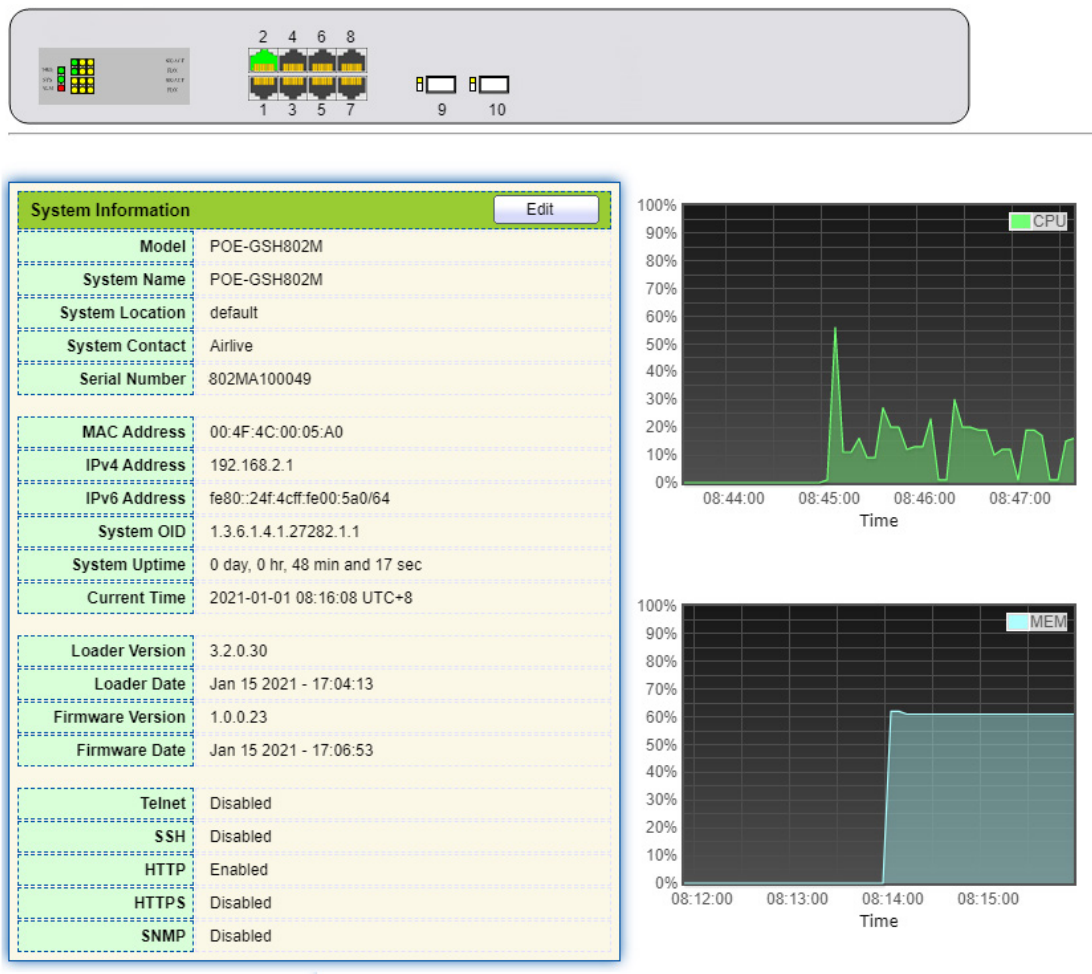 2 4 6 8
1 3 5 7 9 10
System Information Edit
Model POE-GSH802M
System Name POE-GSH802M
System Location default
System Contact Airlive
Serial Number 802MA100049
MAC Address 00:4F:4C:00:05:A0
IPv4 Address 192.168.2.1
IPv6 Address fe80::24f:4cff:fe00:5a0/64
System OID 1.3.6.1.4.1.27282.1.1
System Uptime 0 day, 0 hr, 48 min and 17 sec
Current Time 2021-01-01 08:16:08 UTC+8
Loader Version 3.2.0.30
Loader Date Jan 15 2021 - 17:04:13
Firmware Version 1.0.0.23
Firmware Date Jan 15 2021 - 17:06:53
Telnet Disabled
SSH Disabled
HTTP Enabled
HTTPS Disabled
SNMP Disabled
100%
CPU
90%
80%
70%
60%
50%
40%
30%
20%
10%
0%
08:44:00 08:45:00 08:46:00 08:47:00
Time
100%
MEM
90%
80%
70%
60%
50%
40%
30%
20%
10%
0%
08:12:00 08:13:00 08:14:00 08:15:00
Time